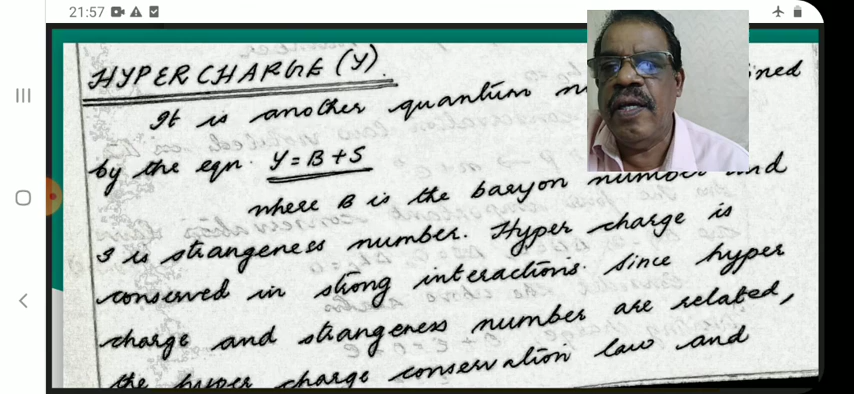 21:57
HYPER CHARGE (Y).
It is another quantum
by the eqn. Y = B + S
where B is the baryon number and
S is strangeness number. Hyper charge is
conserved in strong interactions. Since hyper
charge and strangeness number are related,
the hyper charge conservation law and